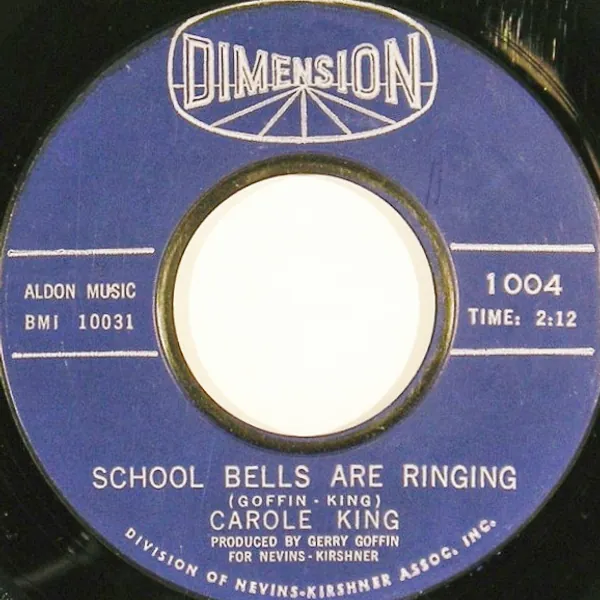 DIMENSION
ALDON MUSIC
BMI 10031
1004
TIME: 2:12
SCHOOL BELLS ARE RINGING
(GOFFIN - KING)
CAROLE KING
PRODUCED BY GERRY GOFFIN
FOR NEVINS - KIRSHNER
DIVISION OF NEVINS-KIRSHNER ASSOC. INC.